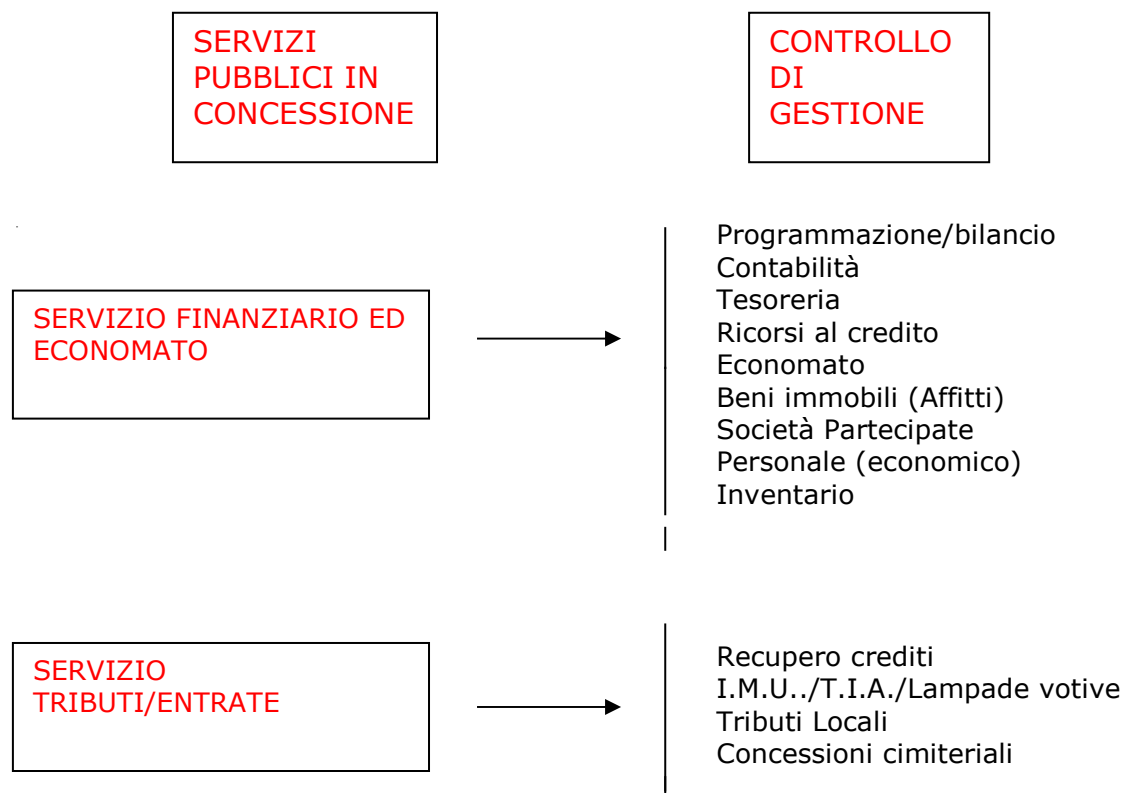 SERVIZI
PUBBLICI IN
CONCESSIONE
CONTROLLO
DI
GESTIONE
SERVIZIO FINANZIARIO ED
ECONOMATO
Programmazione/bilancio
Contabilità
Tesoreria
Ricorsi al credito
Economato
Beni immobili (Affitti)
Società Partecipate
Personale (economico)
Inventario
SERVIZIO
TRIBUTI/ENTRATE
Recupero crediti
I.M.U../T.I.A./Lampade votive
Tributi Locali
Concessioni cimiteriali